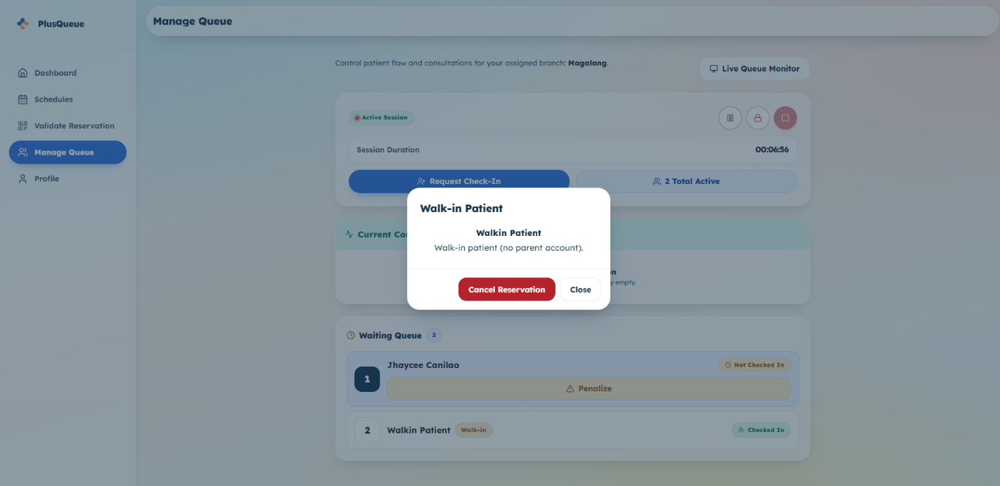 PlusQueue
Manage Queue
Dashboard
Schedules
Validate Reservation
Manage Queue
Profile
Control patient flow and consultations for your assigned branch: Magalang.
Live Queue Monitor
Active Session
Session Duration
00:06:56
Request Check-In
2 Total Active
Current Co
on
y empty.
Walk-in Patient
Walkin Patient
Walk-in patient (no parent account).
Cancel Reservation
Close
Waiting Queue
2
1
Jhaycee Canilao
Not Checked In
Penalize
2
Walkin Patient
Walk-in
Checked In